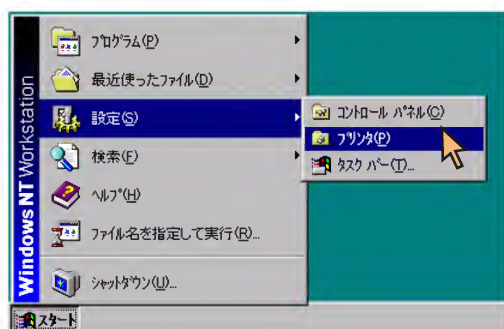 Windows NT Workstation
プログラム(P)
最近使ったファイル(D)
設定(S)
検索(F)
ヘルプ(H)
ファイル名を指定して実行(R)...
シャットダウン(U)...
コントロール パネル(C)
プリンタ(P)
タスク バー(T)...
スタート